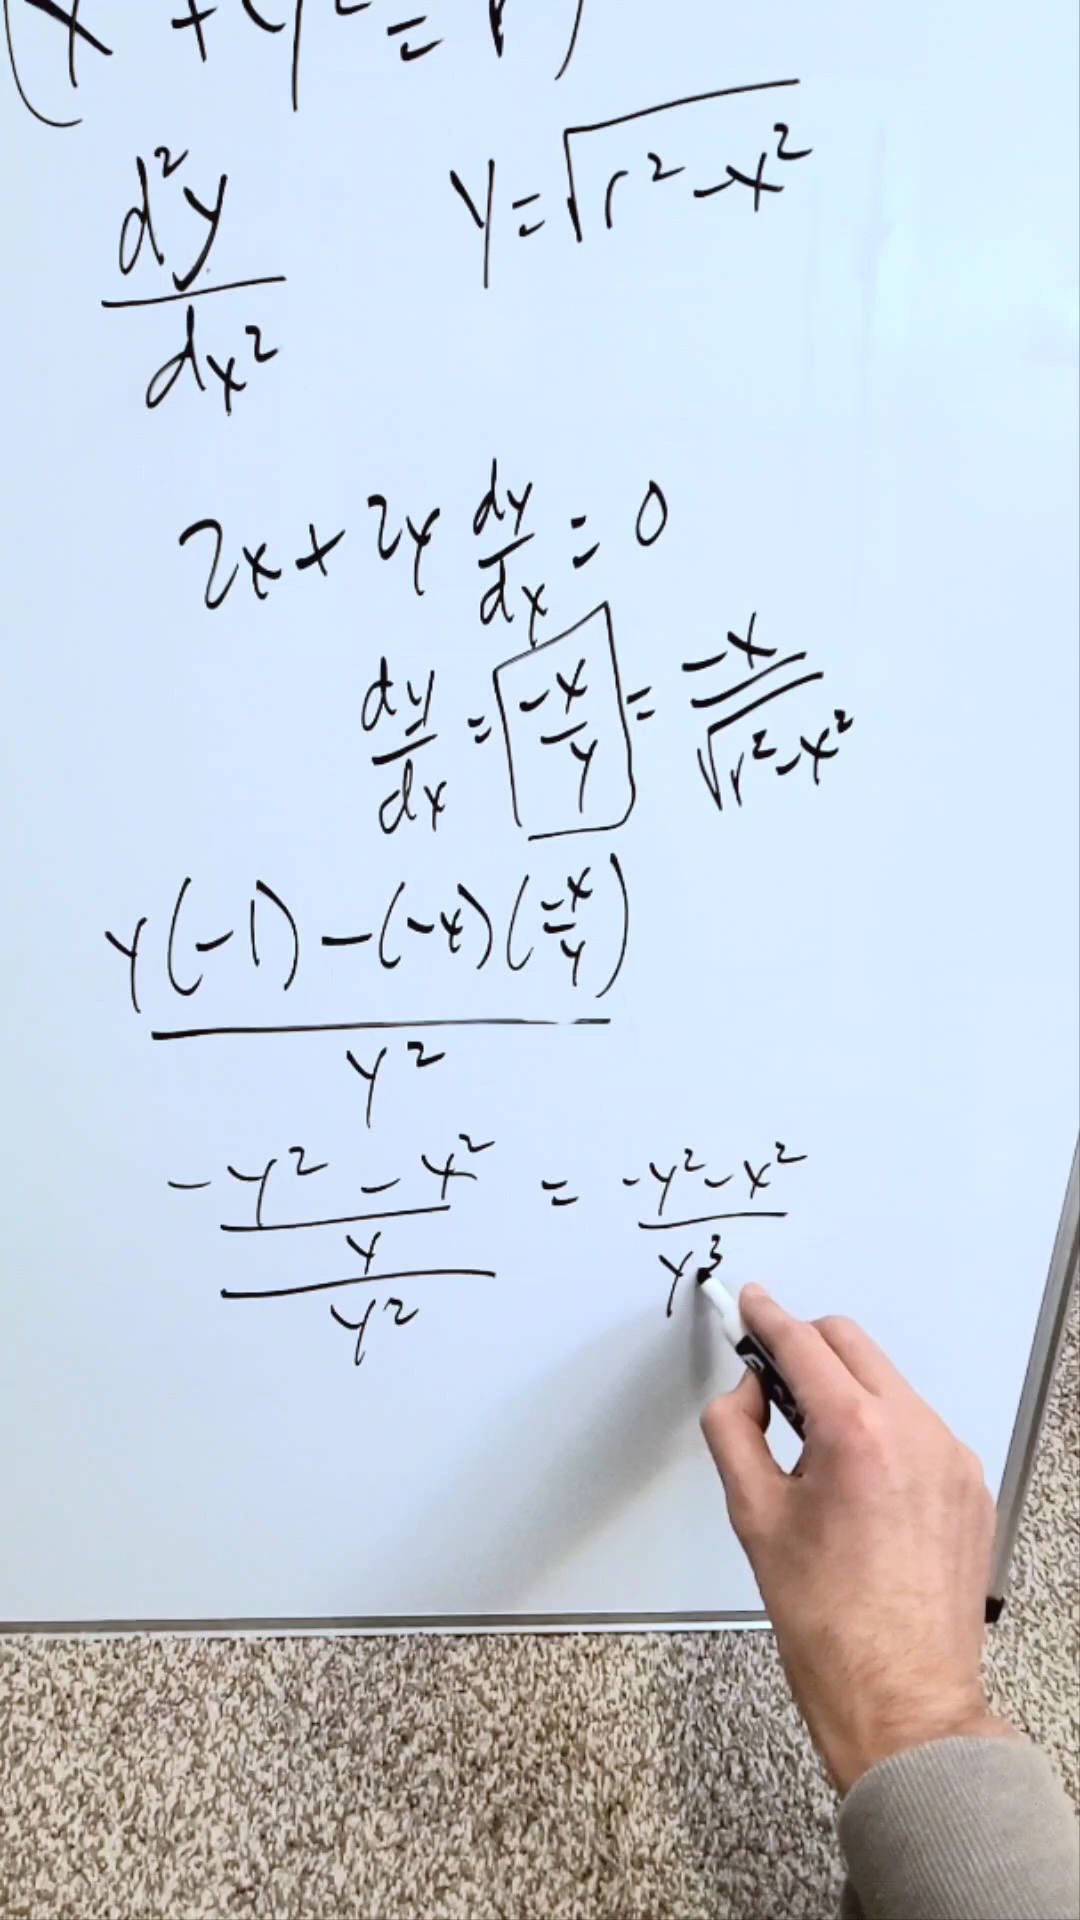 (x + y² = r)
d²y/dx² y = √(r² - x²)
2x + 2y dy/dx = 0
dy/dx = -x/y = -x/√(r² - x²)
(y(-1) - (-x)(-x/y))/y²
((-y² - x²)/y)/y² = (-y² - x²)/y³